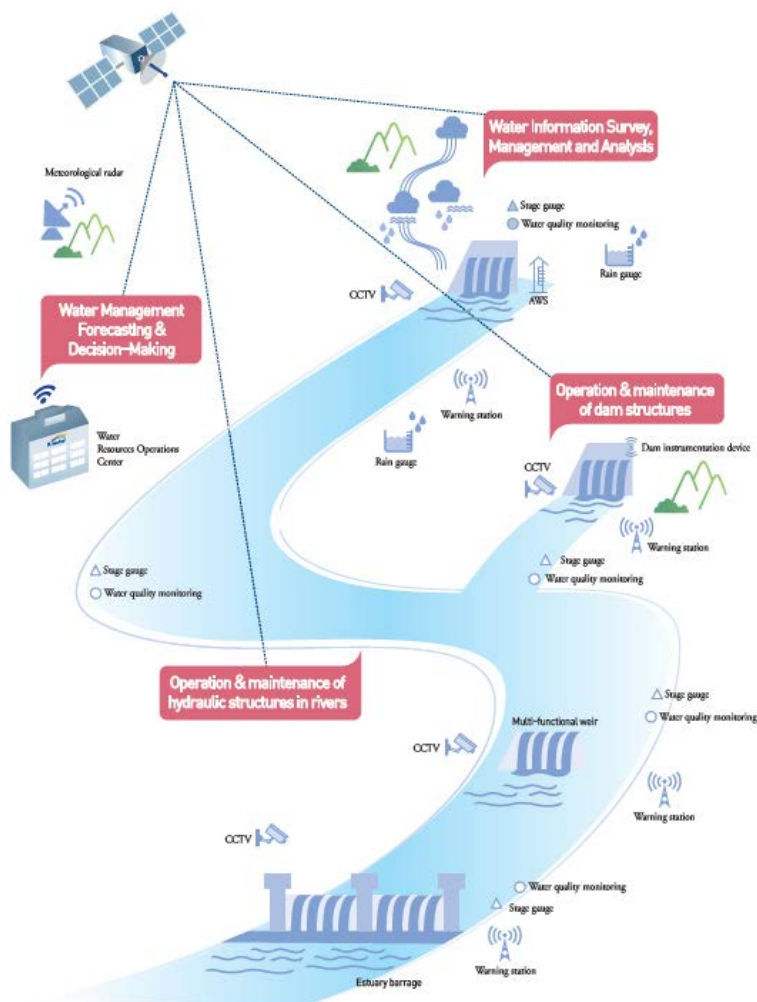 Water Information Survey,
Management and Analysis
Meteorological radar
Stage gauge
Water quality monitoring
Rain gauge
CCTV
AWS
Water Management
Forecasting &
Decision-Making
Warning station
Operation & maintenance
of dam structures
Water
Resources Operations
Center
Rain gauge
CCTV
Dam instrumentation device
Warning station
Stage gauge
Water quality monitoring
Stage gauge
Water quality monitoring
Operation & maintenance of
hydraulic structures in rivers
Stage gauge
Water quality monitoring
Multi-functional weir
CCTV
Warning station
CCTV
Water quality monitoring
Stage gauge
Warning station
Estuary barrage